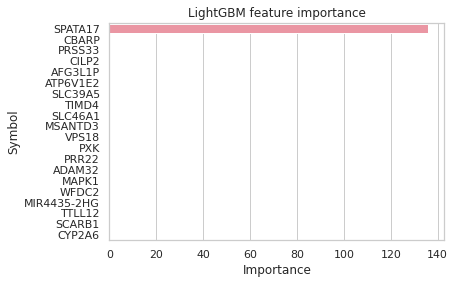 LightGBM feature importance
SPATA17
CBARP
PRSS33
CILP2
AFG3L1P
ATP6V1E2
SLC39A5
TIMD4
SLC46A1
MSANTD3
VPS18
PXK
PRR22
ADAM32
MAPK1
WFDC2
MIR4435-2HG
TTLL12
SCARB1
CYP2A6
Symbol
0 20 40 60 80 100 120 140
Importance